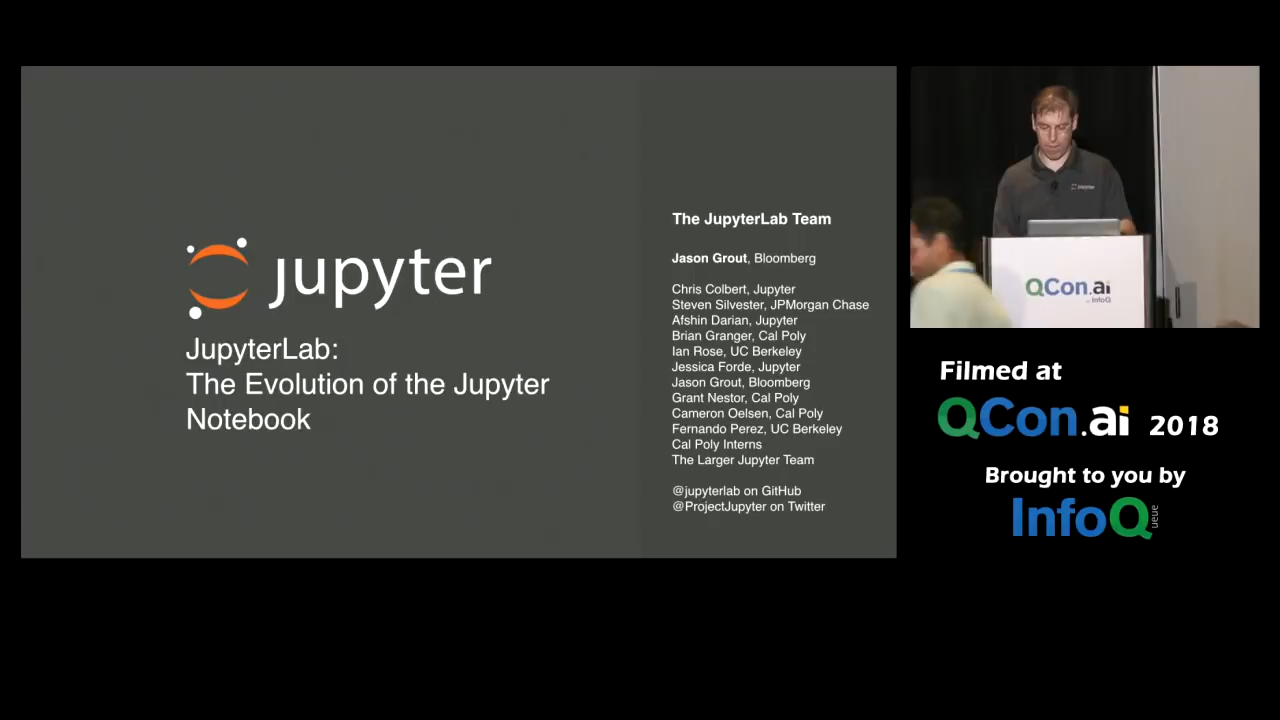 jupyter
JupyterLab:
The Evolution of the Jupyter
Notebook
The JupyterLab Team
Jason Grout, Bloomberg
Chris Colbert, Jupyter
Steven Silvester, JPMorgan Chase
Afshin Darian, Jupyter
Brian Granger, Cal Poly
Ian Rose, UC Berkeley
Jessica Forde, Jupyter
Jason Grout, Bloomberg
Grant Nestor, Cal Poly
Cameron Oelsen, Cal Poly
Fernando Perez, UC Berkeley
Cal Poly Interns
The Larger Jupyter Team
@jupyterlab on GitHub
@ProjectJupyter on Twitter
jupyter
QCon.ai
by InfoQ
Filmed at
QCon.ai 2018
Brought to you by
InfoQueue